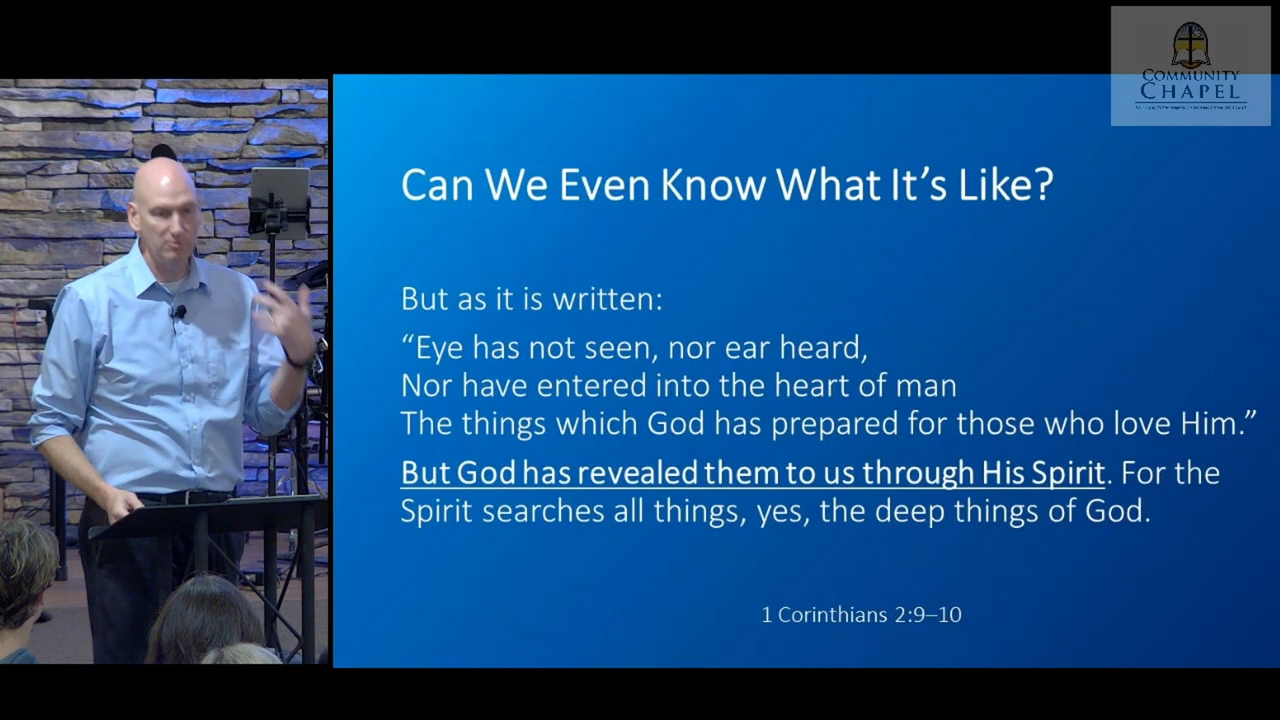 COMMUNITY
CHAPEL
Can We Even Know What It's Like?
But as it is written:
“Eye has not seen, nor ear heard,
Nor have entered into the heart of man
The things which God has prepared for those who love Him.”
But God has revealed them to us through His Spirit. For the
Spirit searches all things, yes, the deep things of God.
1 Corinthians 2:9–10